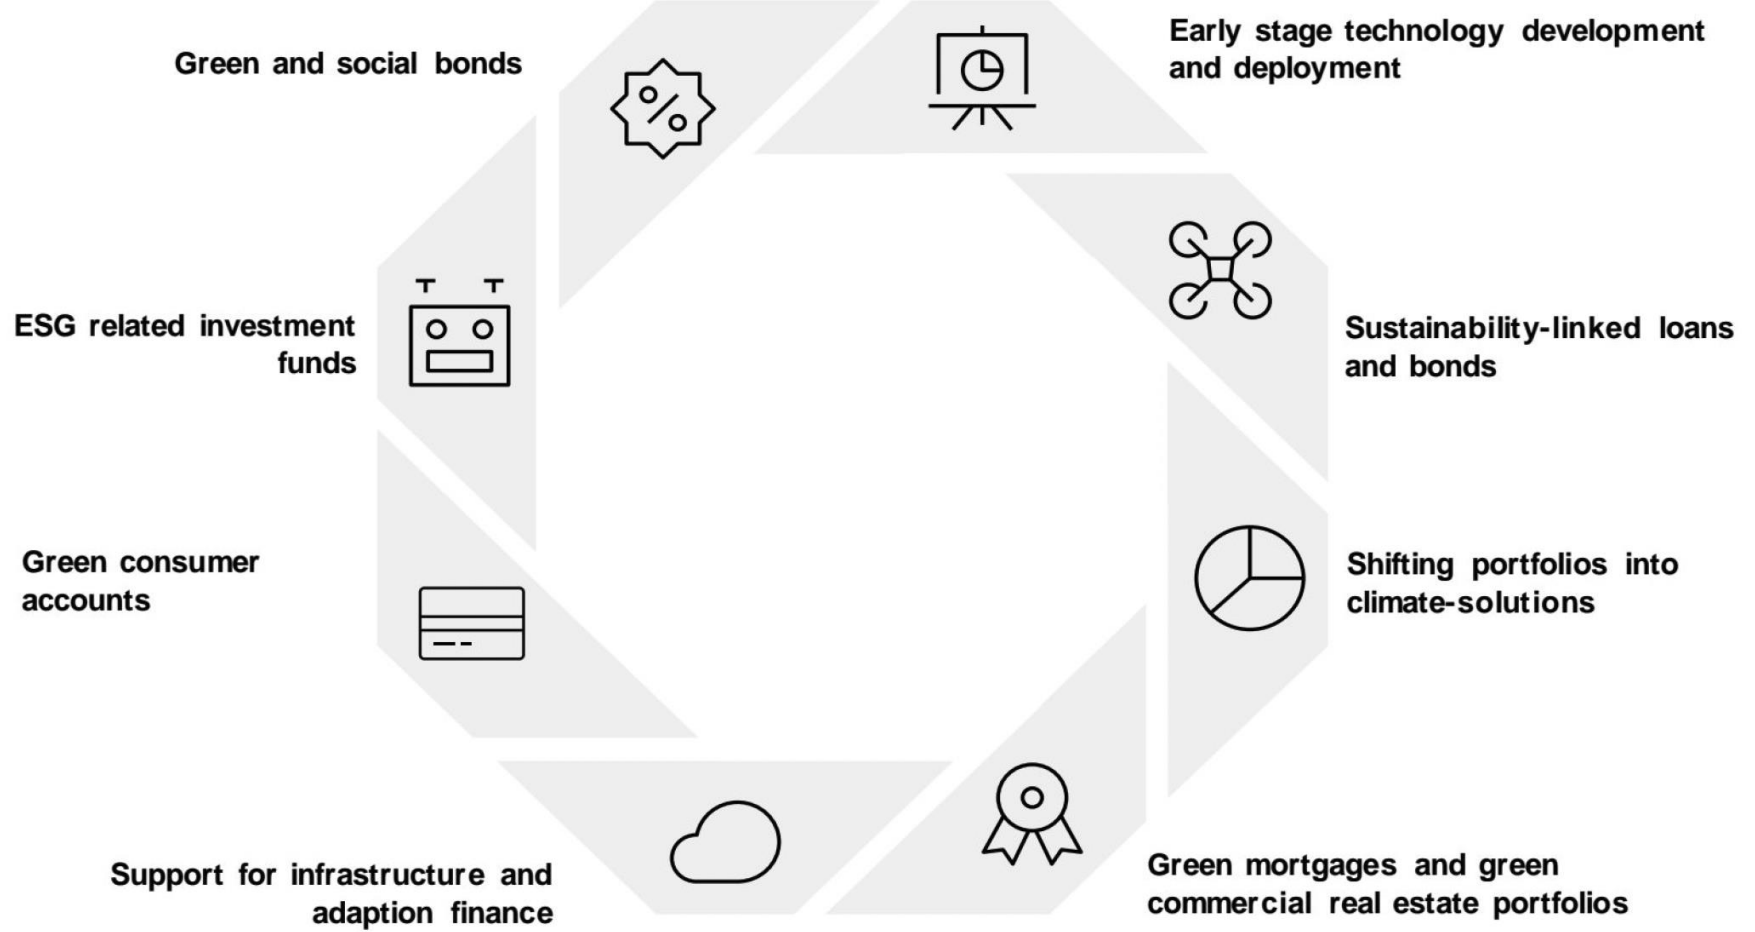 Green and social bonds
Early stage technology development
and deployment
ESG related investment
funds
Sustainability-linked loans
and bonds
Green consumer
accounts
Shifting portfolios into
climate-solutions
Support for infrastructure and
adaption finance
Green mortgages and green
commercial real estate portfolios